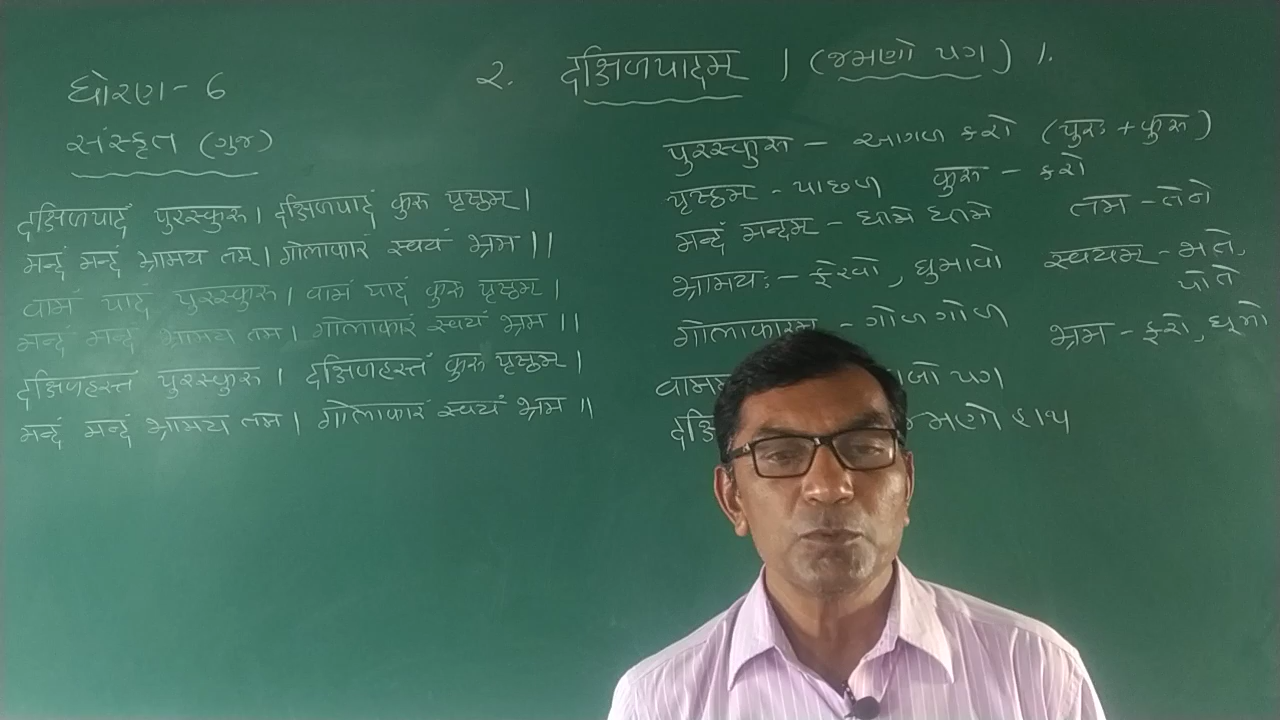 २. दक्षिणपादम् । (જમણો પગ) ।.
ધોરણ - 6
સંસ્કૃત (ગુજ)
दक्षिणपादं पुरस्कुरु । दक्षिणपादं कुरु पृष्ठम् ।
मन्दं मन्दं भ्रामय तम् । गोलाकारं स्वयं भ्रम ।।
वामं पादं पुरस्कुरु । वामं पादं कुरु पृष्ठम् ।
मन्दं मन्दं भ्रामय तम् । गोलाकारं स्वयं भ्रम ।।
दक्षिणहस्तं पुरस्कुरु । दक्षिणहस्तं कुरु पृष्ठम् ।
मन्दं मन्दं भ्रामय तम् । गोलाकारं स्वयं भ्रम ।।
पुरस्कुरु - આગળ કરો (पुरः + कुरु)
पृष्ठम् - પાછળ कुरु - કરો
मन्दं मन्दम् - ધીમે ધીમે तम् - તેને
भ्रामय: - ફેરવો, ઘુમાવો स्वयम् - જાતે, પોતે
गोलाकारम् - ગોળ ગોળ भ्रम - ફરો, ઘૂમો
પગ
જમણો હાથ